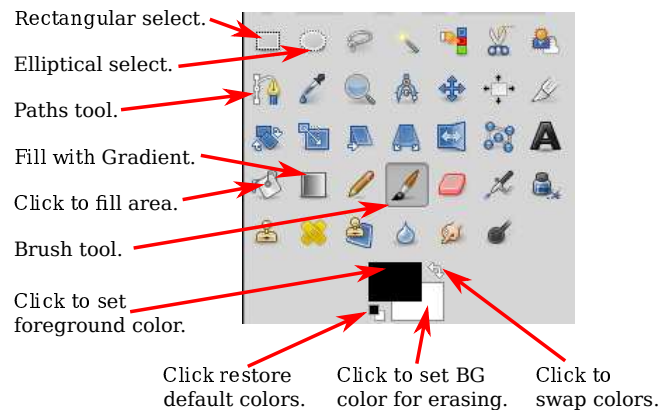 Rectangular select.
Elliptical select.
Paths tool.
Fill with Gradient.
Click to fill area.
Brush tool.
Click to set
foreground color.
Click restore
default colors.
Click to set BG
color for erasing.
Click to
swap colors.
A